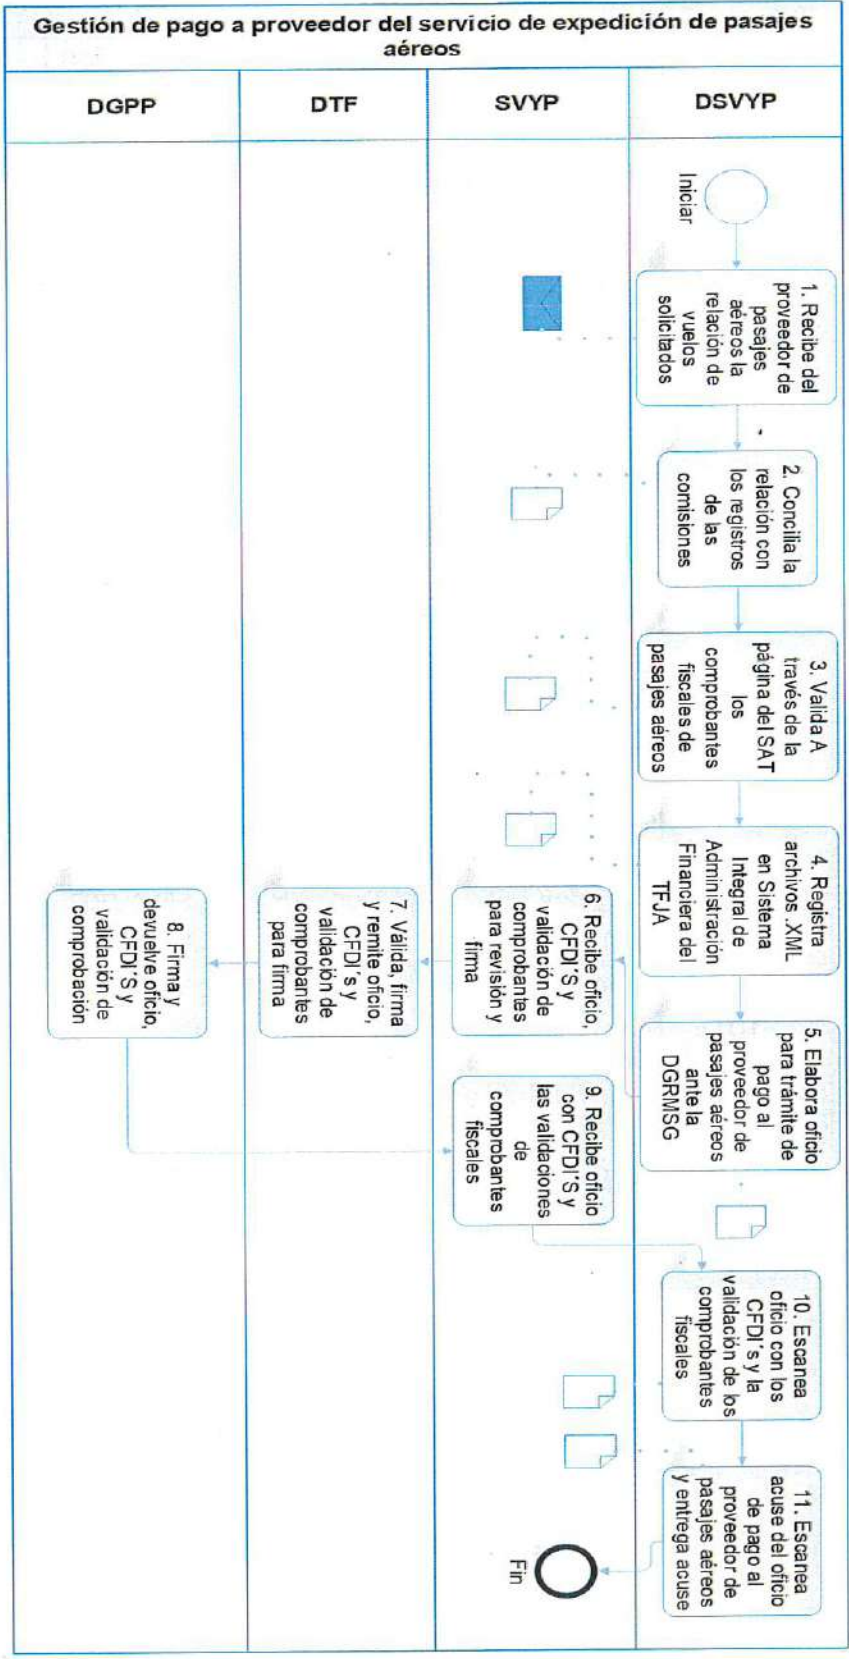 Gestión de pago a proveedor del servicio de expedición de pasajes
aéreos
DGPP
DTF
SVYP
DSVYP
Iniciar
1. Recibe del
proveedor de
pasajes
aéreos la
relación de
vuelos
solicitados
2. Concilia la
relación con
los registros
de las
comisiones
3. Valida A
través de la
página del SAT
los
comprobantes
fiscales de
pasajes aéreos
4. Registra
archivos .XML
en Sistema
Integral de
Administración
Financiera del
TFJA
5. Elabora oficio
para trámite de
pago al
proveedor de
pasajes aéreos
ante la
DGRMSG
6. Recibe oficio,
CFDI'S y
validación de
comprobantes
para revisión y
firma
7. Válida, firma
y remite oficio,
CFDI's y
validación de
comprobantes
para firma
8. Firma y
devuelve oficio,
CFDI'S y
validación de
comprobación
9. Recibe oficio
con CFDI'S y
las validaciones
de
comprobantes
fiscales
10. Escanea
oficio con los
CFDI's y la
validación de los
comprobantes
fiscales
11. Escanea
acuse del oficio
de pago al
proveedor de
pasajes aéreos
y entrega acuse
Fin